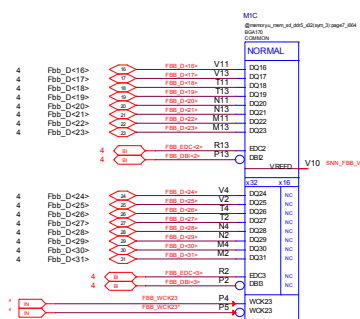 M1C
@memoryu_mem_sd_ddr5_x32(sym_3):page7_I664
BGA170
COMMON
NORMAL
4 Fbb_D<16> 16 FBB_D<16> V11 DQ16
4 Fbb_D<17> 17 FBB_D<17> V13 DQ17
4 Fbb_D<18> 18 FBB_D<18> T11 DQ18
4 Fbb_D<19> 19 FBB_D<19> T13 DQ19
4 Fbb_D<20> 20 FBB_D<20> N11 DQ20
4 Fbb_D<21> 21 FBB_D<21> N13 DQ21
4 Fbb_D<22> 22 FBB_D<22> M11 DQ22
4 Fbb_D<23> 23 FBB_D<23> M13 DQ23
4 BI FBB_EDC<2> R13 EDC2
4 BI FBB_DBI<2> P13 DBI2
VREFD V10 SNN_FBB_V
x32 x16
4 Fbb_D<24> 24 FBB_D<24> V4 DQ24 NC
4 Fbb_D<25> 25 FBB_D<25> V2 DQ25 NC
4 Fbb_D<26> 26 FBB_D<26> T4 DQ26 NC
4 Fbb_D<27> 27 FBB_D<27> T2 DQ27 NC
4 Fbb_D<28> 28 FBB_D<28> N4 DQ28 NC
4 Fbb_D<29> 29 FBB_D<29> N2 DQ29 NC
4 Fbb_D<30> 30 FBB_D<30> M4 DQ30 NC
4 Fbb_D<31> 31 FBB_D<31> M2 DQ31 NC
4 BI FBB_EDC<3> R2 EDC3 NC
4 BI FBB_DBI<3> P2 DBI3 NC
4 IN FBB_WCK23 P4 WCK23
4 IN FBB_WCK23* P5 WCK23